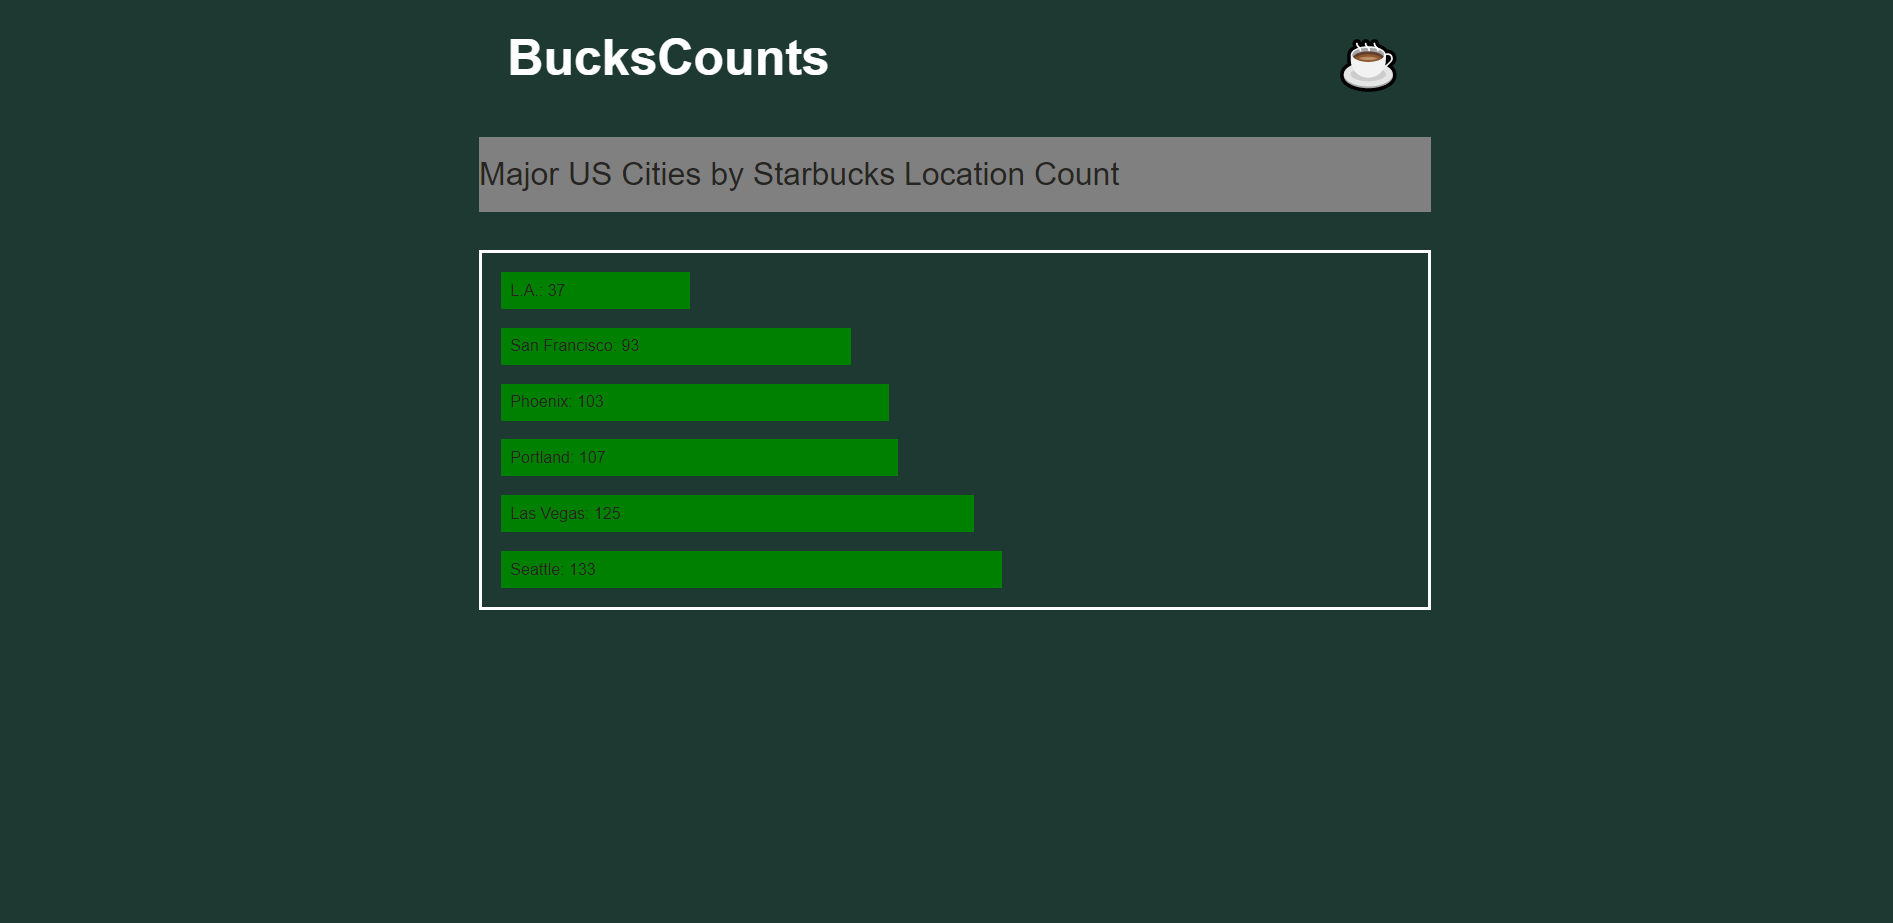 BucksCounts
Major US Cities by Starbucks Location Count
L.A.: 37
San Francisco: 93
Phoenix: 103
Portland: 107
Las Vegas: 125
Seattle: 133